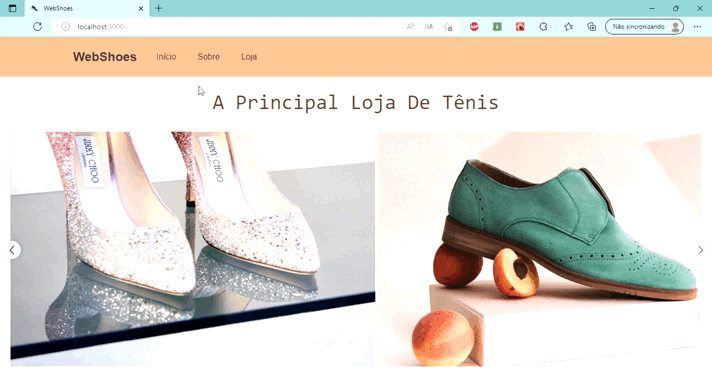 WebShoes
localhost:3000
Não sincronizando
WebShoes Início Sobre Loja
A Principal Loja De Tênis
JIMMY CHOO
JIMMY CHOO